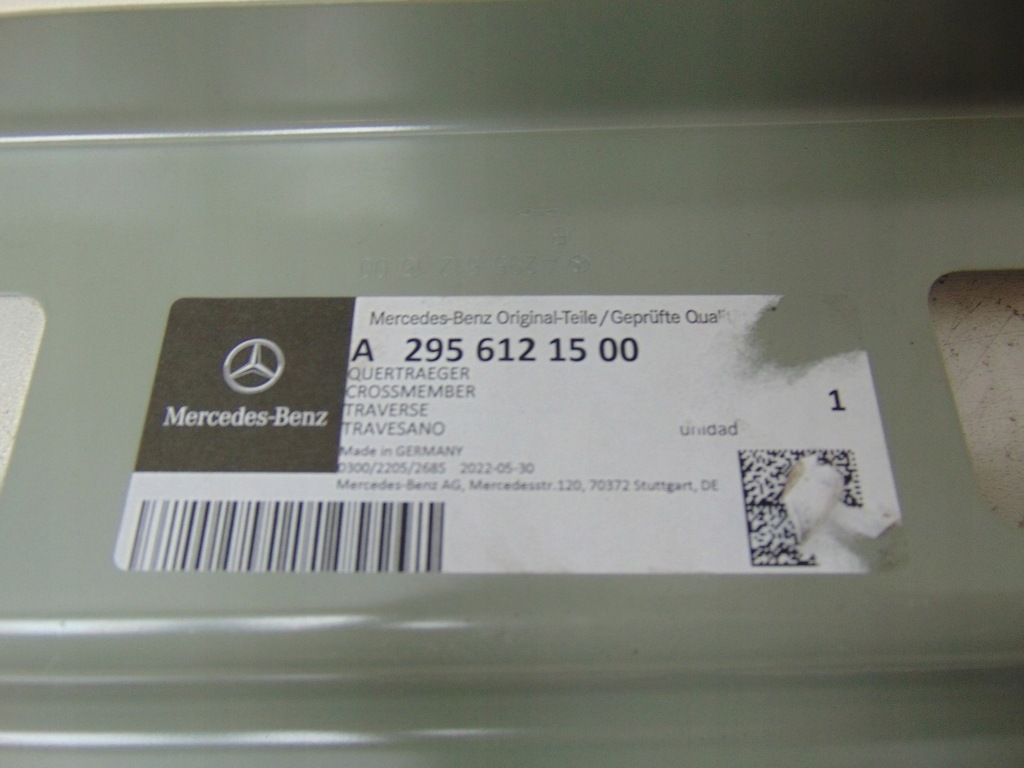 Mercedes-Benz Original-Teile/Geprüfte
A 295 612 15 00
QUERTRAEGER
CROSSMEMBER
TRAVERSE
TRAVESANO
1
unidad
Mercedes-Benz
Made in GERMANY
0300/2205/2685 2022-05-30
Mercedes-Benz AG, Mercedesstr.120, 70372 Stuttgart, DE